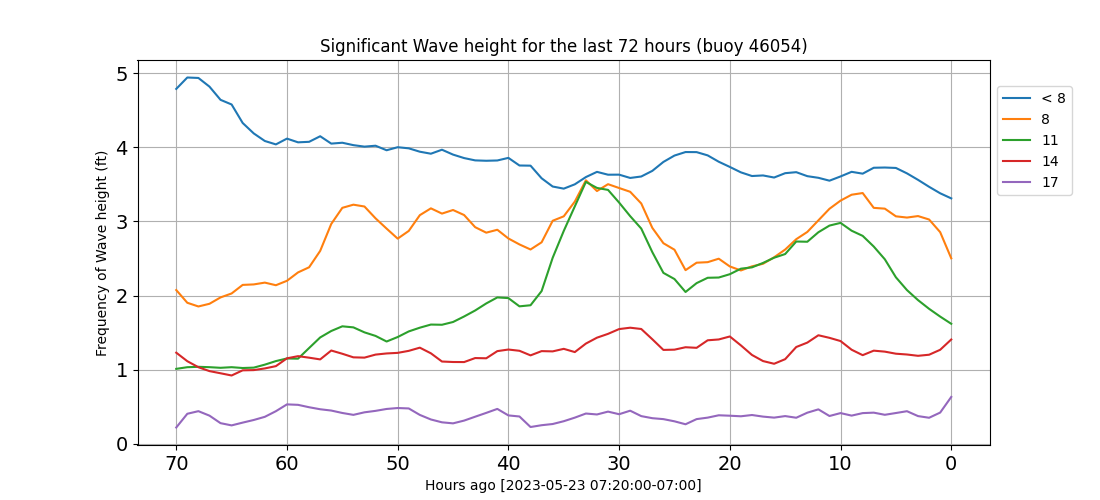 Significant Wave height for the last 72 hours (buoy 46054)
Frequency of Wave height (ft)
5
4
3
2
1
0
70 60 50 40 30 20 10 0
Hours ago [2023-05-23 07:20:00-07:00]
< 8
8
11
14
17